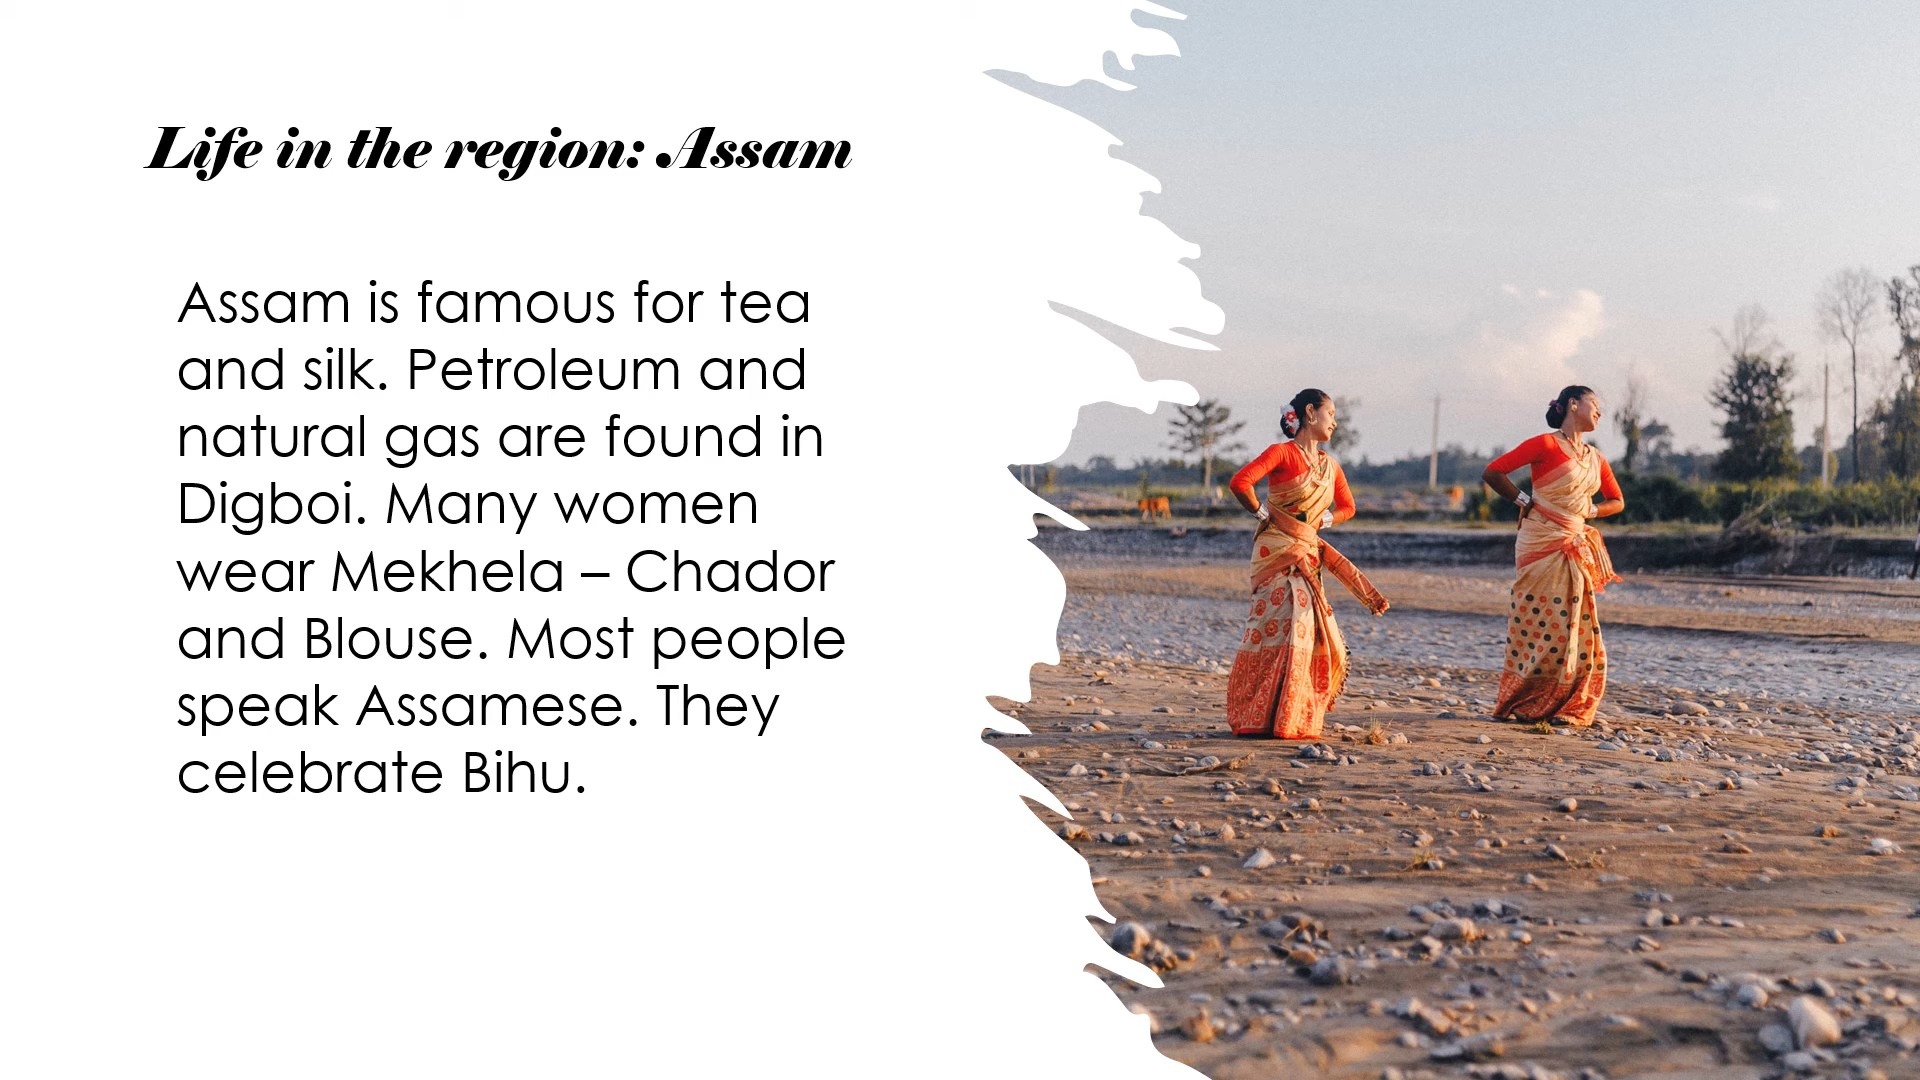 Life in the region: Assam
Assam is famous for tea
and silk. Petroleum and
natural gas are found in
Digboi. Many women
wear Mekhela – Chador
and Blouse. Most people
speak Assamese. They
celebrate Bihu.